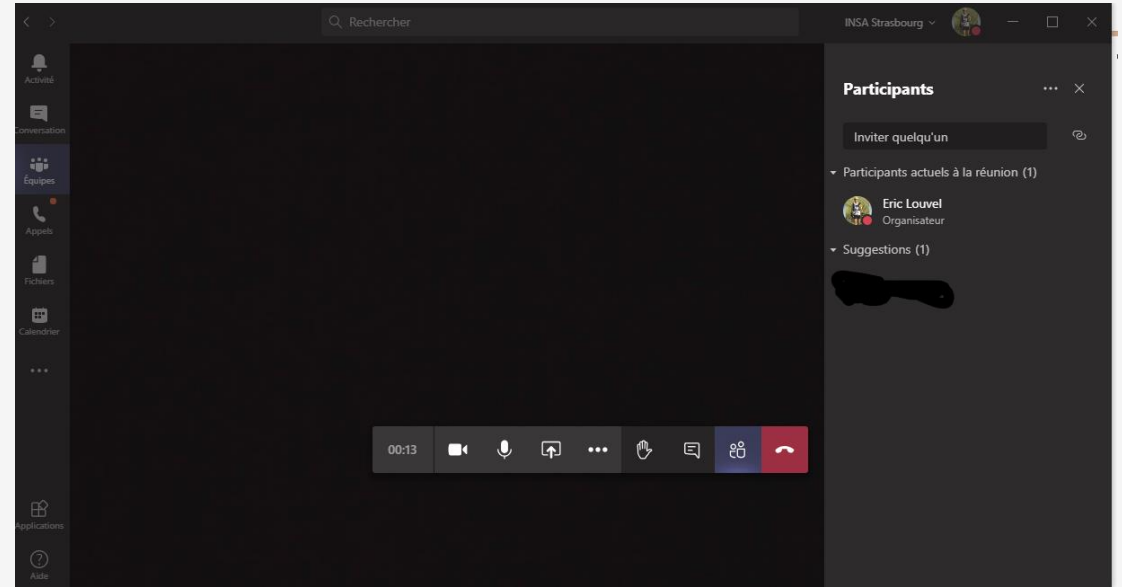 Rechercher
INSA Strasbourg
Activité
Conversation
Équipes
Appels
Fichiers
Calendrier
Applications
Aide
00:13
Participants
Inviter quelqu'un
Participants actuels à la réunion (1)
Eric Louvel
Organisateur
Suggestions (1)